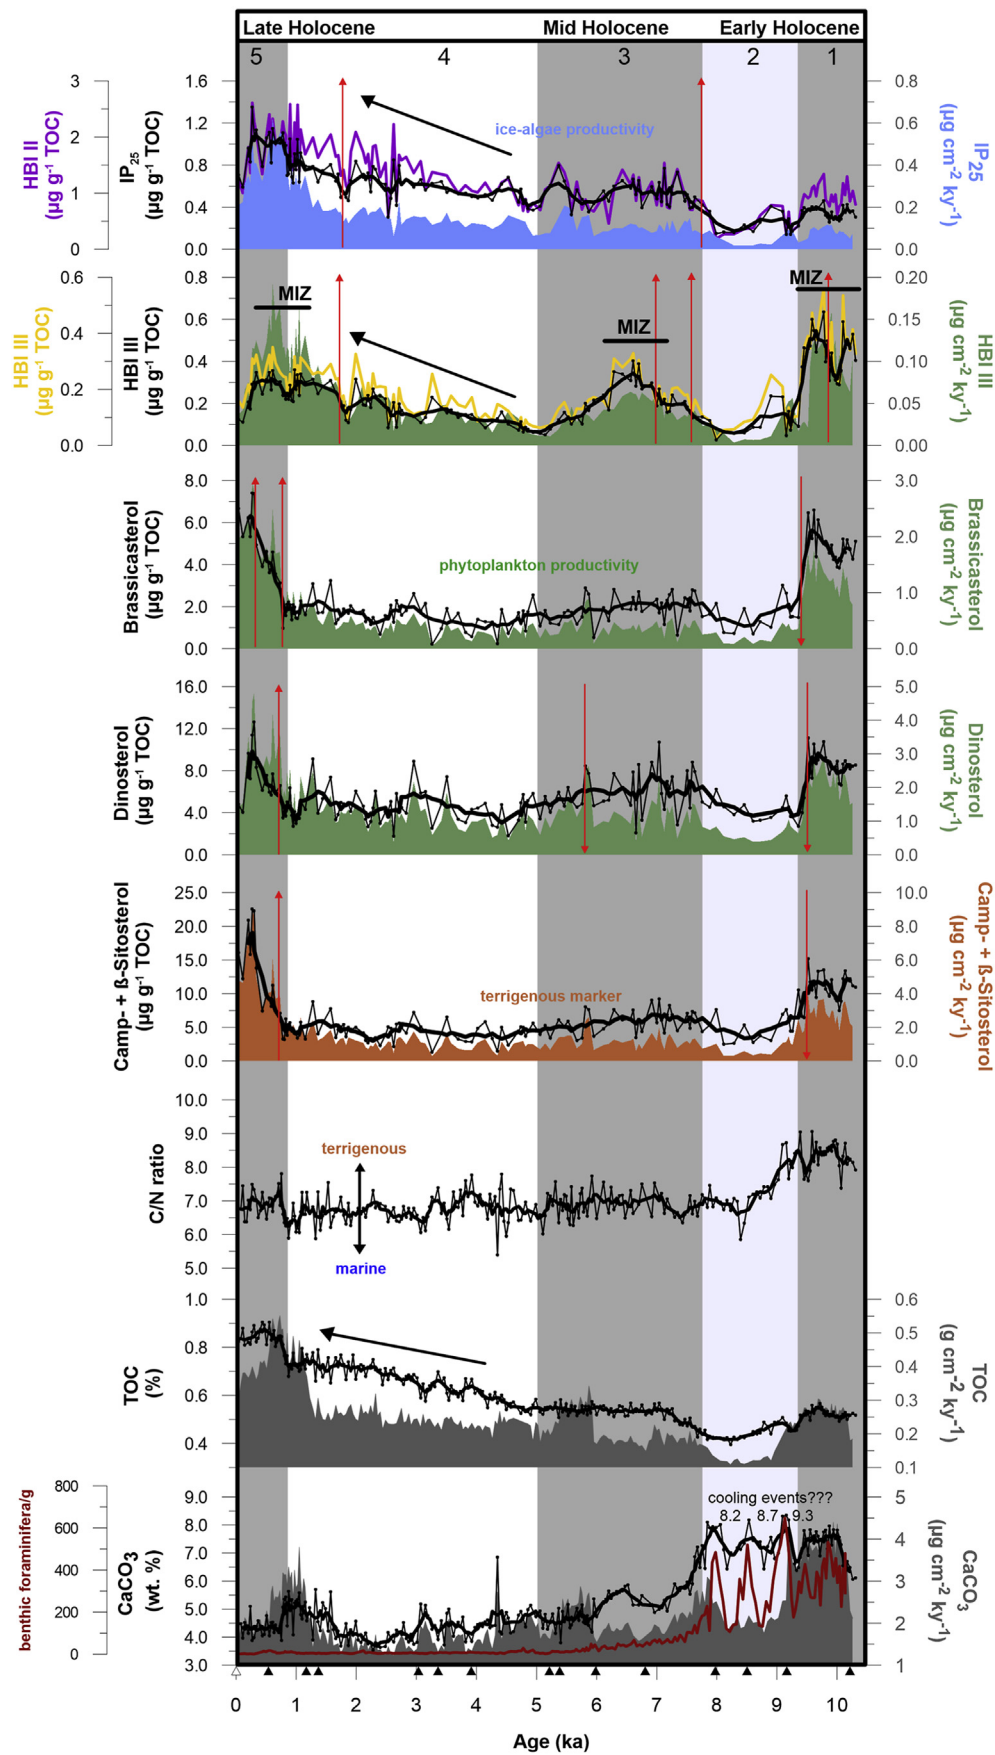 Late Holocene Mid Holocene Early Holocene
5 4 3 2 1
HBI II
(µg g-1 TOC)
3
2
1
0
IP25
(µg g-1 TOC)
1.6
1.2
0.8
0.4
0.0
ice-algae productivity
0.8
0.6
0.4
0.2
0.0
IP25
(µg cm-2 ky-1)
HBI III
(µg g-1 TOC)
0.6
0.4
0.2
0.0
HBI III
(µg g-1 TOC)
0.8
0.6
0.4
0.2
0.0
MIZ
MIZ
MIZ
0.20
0.15
0.10
0.05
0.00
HBI III
(µg cm-2 ky-1)
Brassicasterol
(µg g-1 TOC)
8.0
6.0
4.0
2.0
0.0
phytoplankton productivity
3.0
2.0
1.0
0.0
Brassicasterol
(µg cm-2 ky-1)
Dinosterol
(µg g-1 TOC)
16.0
12.0
8.0
4.0
0.0
5.0
4.0
3.0
2.0
1.0
0.0
Dinosterol
(µg cm-2 ky-1)
Camp- + ß-Sitosterol
(µg g-1 TOC)
25.0
20.0
15.0
10.0
5.0
0.0
terrigenous marker
10.0
8.0
6.0
4.0
2.0
0.0
Camp- + ß-Sitosterol
(µg cm-2 ky-1)
C/N ratio
10.0
9.0
8.0
7.0
6.0
5.0
terrigenous
marine
TOC
(%)
1.0
0.8
0.6
0.4
0.6
0.5
0.4
0.3
0.2
0.1
TOC
(g cm-2 ky-1)
benthic foraminifera/g
800
600
400
200
0
CaCO3
(wt. %)
9.0
8.0
7.0
6.0
5.0
4.0
3.0
cooling events???
8.2 8.7 9.3
5
4
3
2
1
CaCO3
(µg cm-2 ky-1)
0 1 2 3 4 5 6 7 8 9 10
Age (ka)